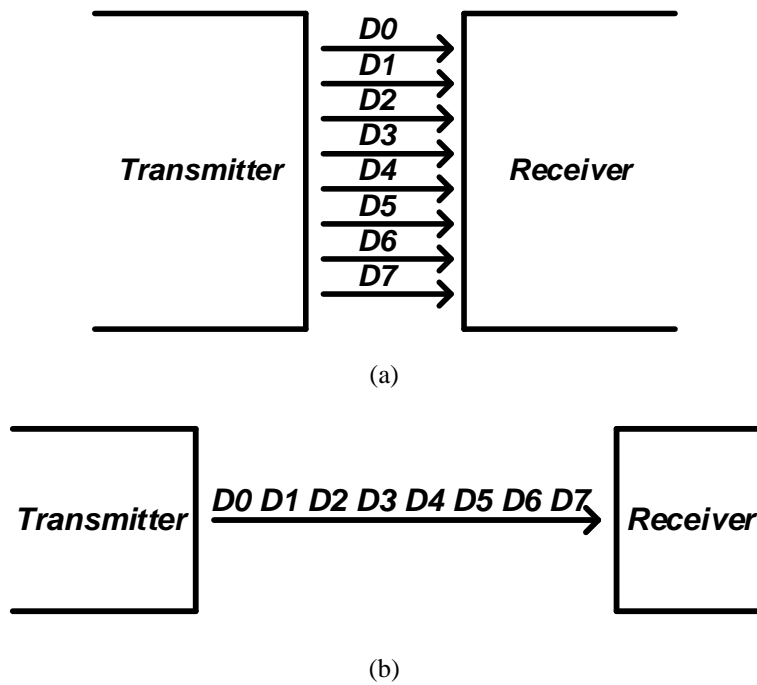 D0
D1
D2
D3
Transmitter
D4
Receiver
D5
D6
D7
(a)
D0 D1 D2 D3 D4 D5 D6 D7
Transmitter
Receiver
(b)